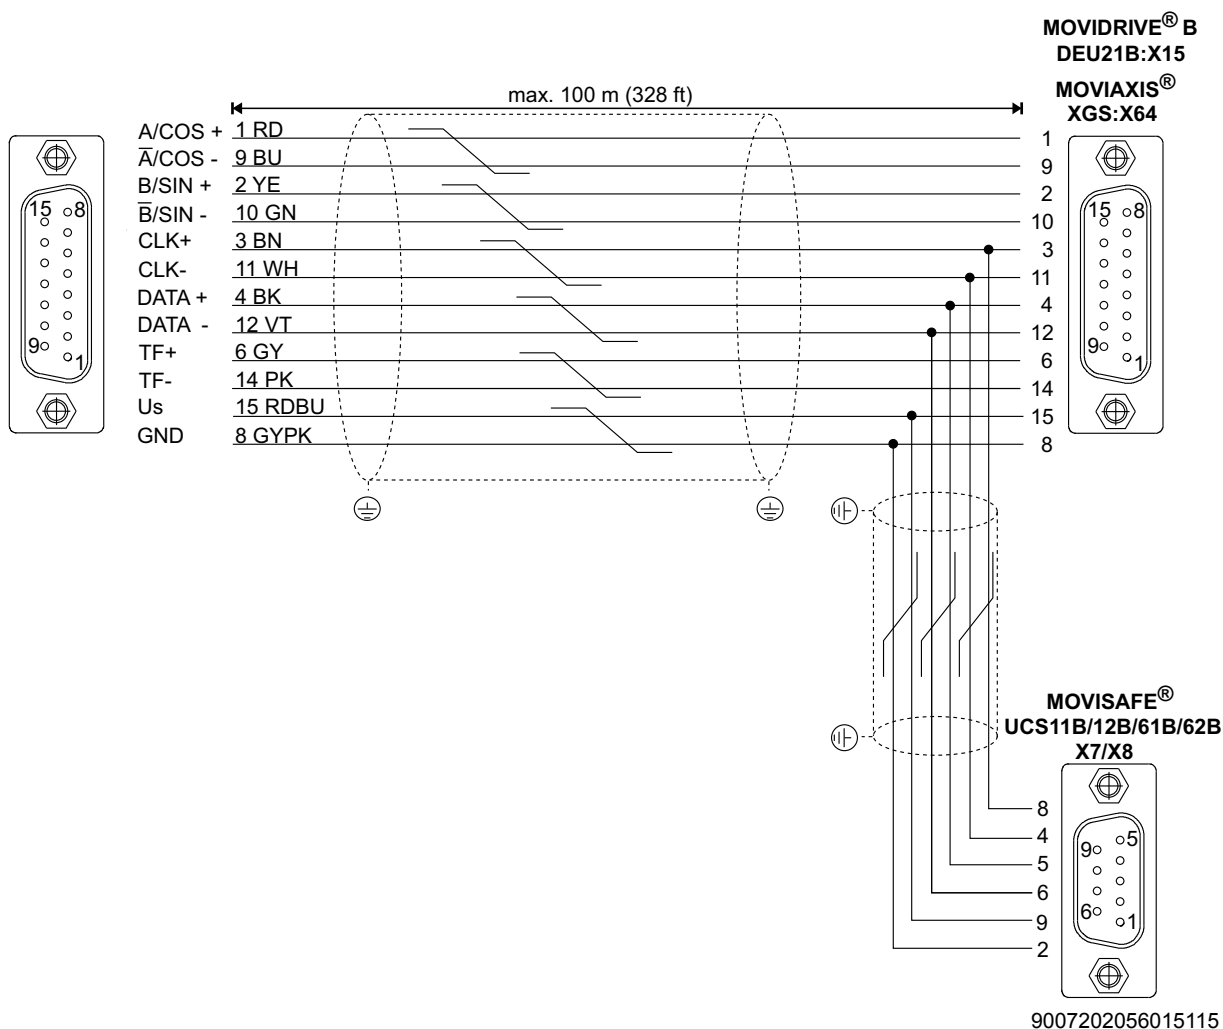 MOVIDRIVE® B
DEU21B:X15
MOVIAXIS®
XGS:X64
max. 100 m (328 ft)
A/COS + 1 RD 1
A̅/COS - 9 BU 9
B/SIN + 2 YE 2
B̅/SIN - 10 GN 10
CLK+ 3 BN 3
CLK- 11 WH 11
DATA + 4 BK 4
DATA - 12 VT 12
TF+ 6 GY 6
TF- 14 PK 14
Us 15 RDBU 15
GND 8 GYPK 8
15 8
9 1
15 8
9 1
MOVISAFE®
UCS11B/12B/61B/62B
X7/X8
8
4
5
6
9
2
9 5
6 1
9007202056015115